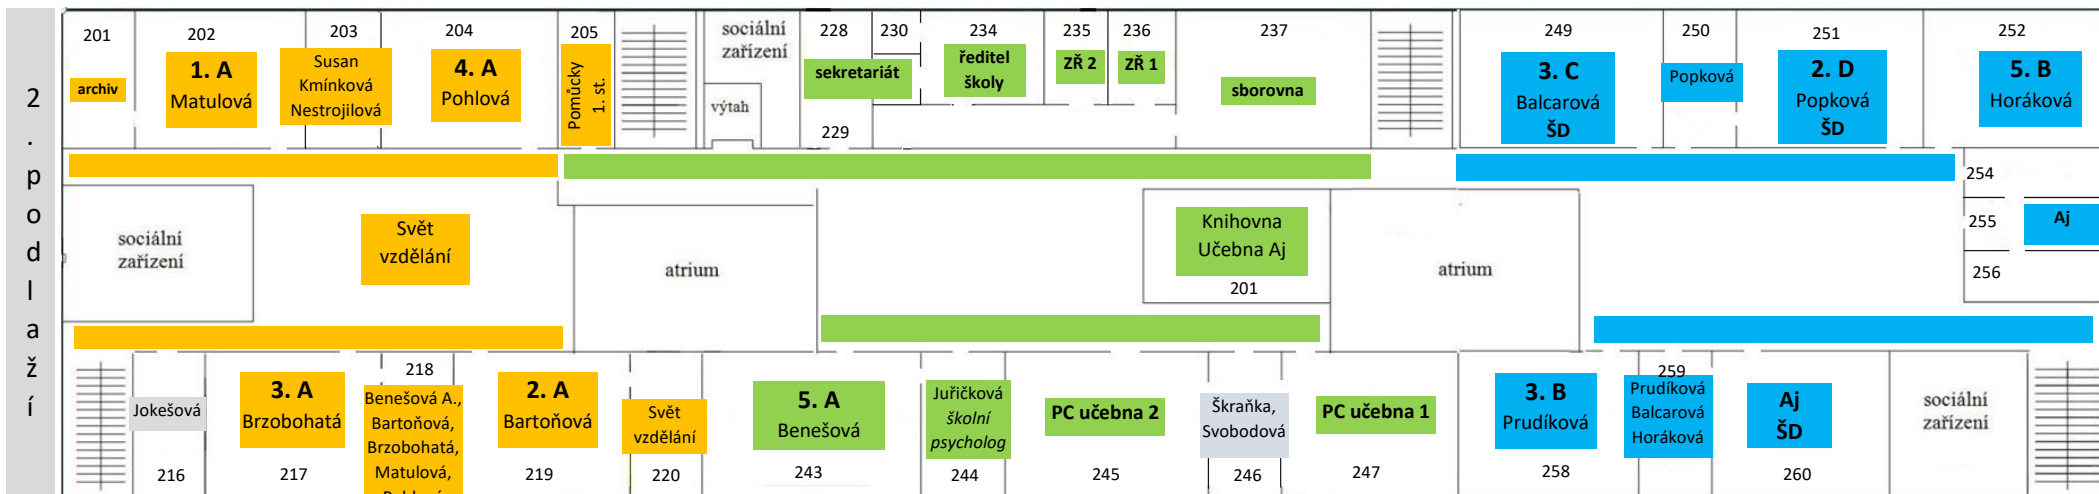 2. podlaží
201
202
203
204
205
sociální
zařízení
228
230
234
235
236
237
249
250
251
252
archiv
1. A
Matulová
Susan
Kmínková
Nestrojilová
4. A
Pohlová
Pomůcky
1. st.
výtah
sekretariát
229
ředitel
školy
ZŘ 2
ZŘ 1
sborovna
3. C
Balcarová
ŠD
Popková
2. D
Popková
ŠD
5. B
Horáková
sociální
zařízení
Svět
vzdělání
atrium
Knihovna
Učebna Aj
201
atrium
254
255
Aj
256
Jokešová
216
3. A
Brzobohatá
217
218
Benešová A.,
Bartoňová,
Brzobohatá,
Matulová,
2. A
Bartoňová
219
Svět
vzdělání
220
5. A
Benešová
243
Juřičková
školní
psycholog
244
PC učebna 2
245
Škraňka,
Svobodová
246
PC učebna 1
247
3. B
Prudíková
258
259
Prudíková
Balcarová
Horáková
Aj
ŠD
260
sociální
zařízení